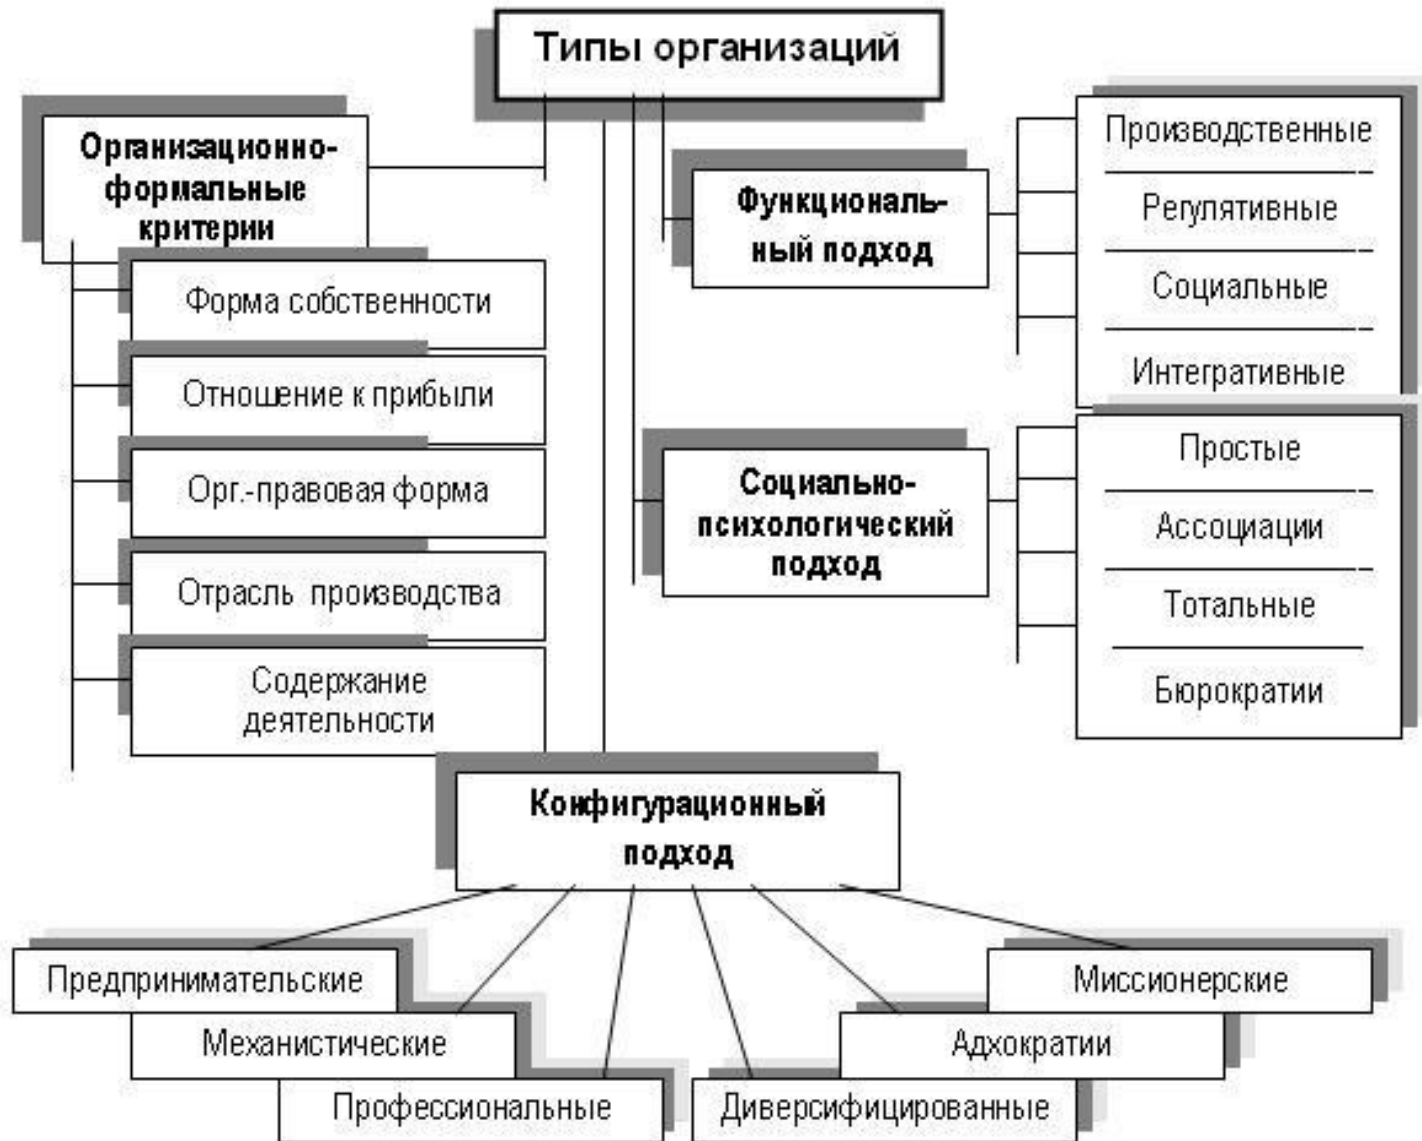 Типы организаций
Организационно-
формальные
критерии
Форма собственности
Отношение к прибыли
Орг.-правовая форма
Отрасль производства
Содержание
деятельности
Функциональ-
ный подход
Производственные
Регулятивные
Социальные
Интегративные
Социально-
психологический
подход
Простые
Ассоциации
Тотальные
Бюрократии
Конфигурационный
подход
Предпринимательские
Механистические
Профессиональные
Диверсифицированные
Адхократии
Миссионерские